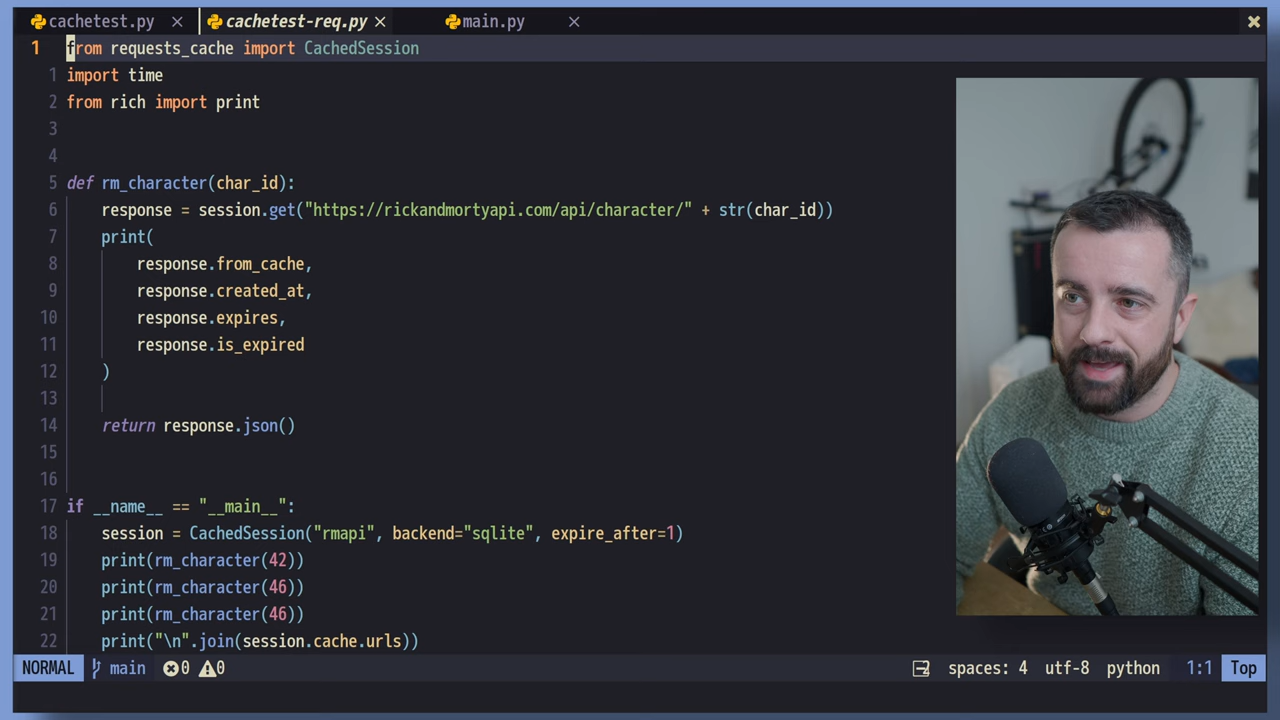 cachetest.py × cachetest-req.py × main.py ×
1 from requests_cache import CachedSession
1 import time
2 from rich import print
3
4
5 def rm_character(char_id):
6 response = session.get("https://rickandmortyapi.com/api/character/" + str(char_id))
7 print(
8 response.from_cache,
9 response.created_at,
10 response.expires,
11 response.is_expired
12 )
13
14 return response.json()
15
16
17 if __name__ == "__main__":
18 session = CachedSession("rmapi", backend="sqlite", expire_after=1)
19 print(rm_character(42))
20 print(rm_character(46))
21 print(rm_character(46))
22 print("\n".join(session.cache.urls))
NORMAL main 0 0 spaces: 4 utf-8 python 1:1 Top